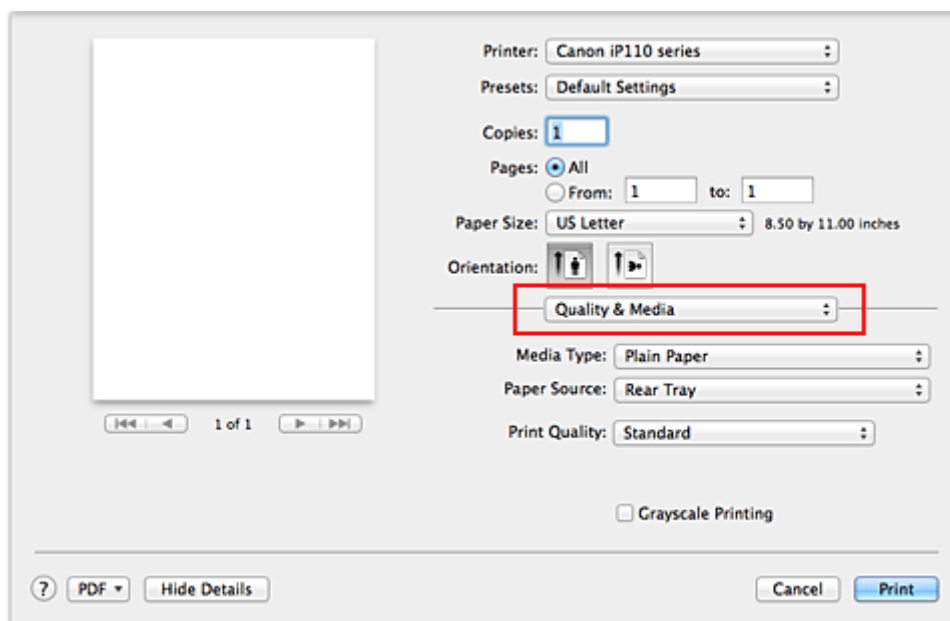 Printer: Canon iP110 series
Presets: Default Settings
Copies: 1
Pages: All
From: 1 to: 1
Paper Size: US Letter 8.50 by 11.00 inches
Orientation:
Quality & Media
Media Type: Plain Paper
Paper Source: Rear Tray
1 of 1
Print Quality: Standard
Grayscale Printing
? PDF Hide Details Cancel Print